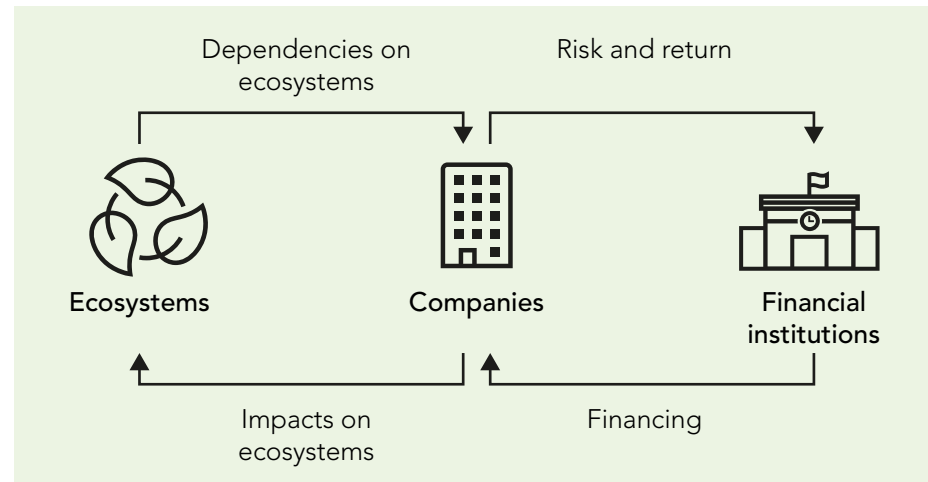 Dependencies on
ecosystems
Risk and return
Ecosystems
Companies
Financial
institutions
Impacts on
ecosystems
Financing